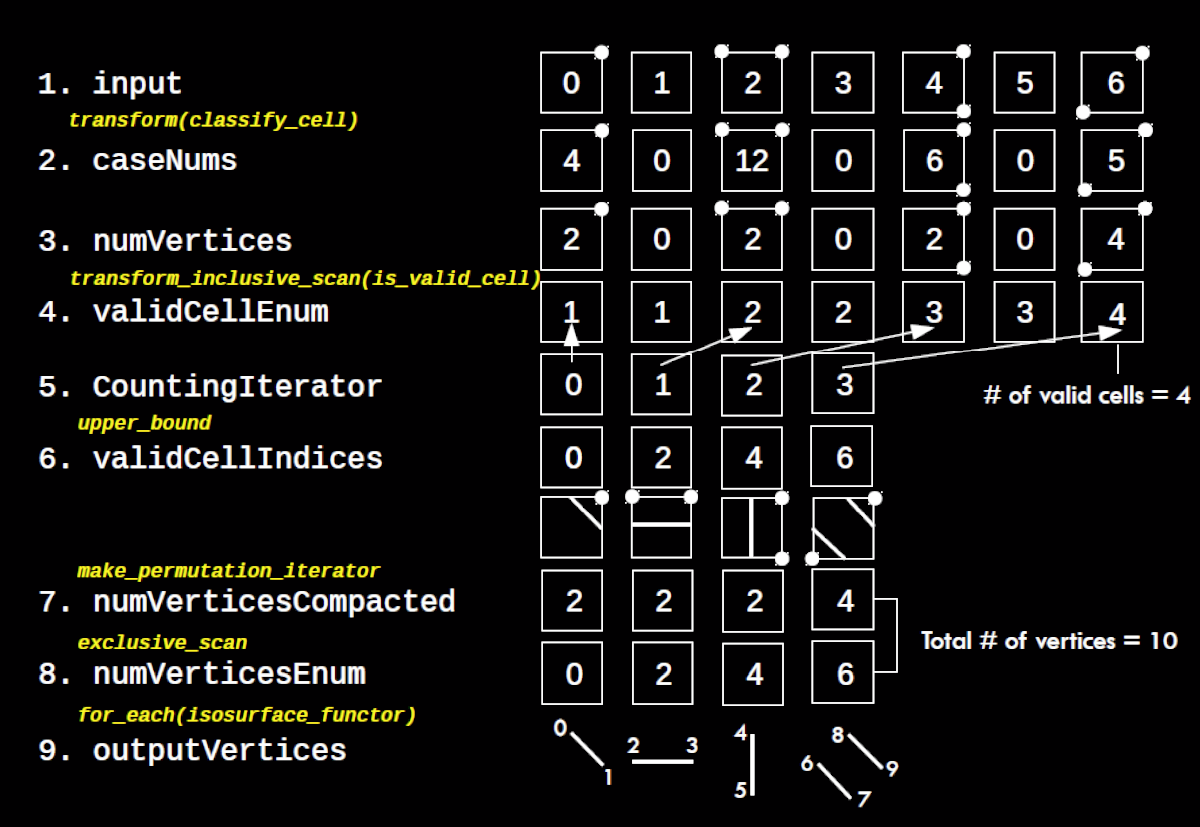 1. input 0 1 2 3 4 5 6
transform(classify_cell)
2. caseNums 4 0 12 0 6 0 5
3. numVertices 2 0 2 0 2 0 4
transform_inclusive_scan(is_valid_cell)
4. validCellEnum 1 1 2 2 3 3 4
5. CountingIterator 0 1 2 3
# of valid cells = 4
upper_bound
6. validCellIndices 0 2 4 6
make_permutation_iterator
7. numVerticesCompacted 2 2 2 4
exclusive_scan
Total # of vertices = 10
8. numVerticesEnum 0 2 4 6
for_each(isosurface_functor)
9. outputVertices 0 1 2 3 4 5 6 7 8 9